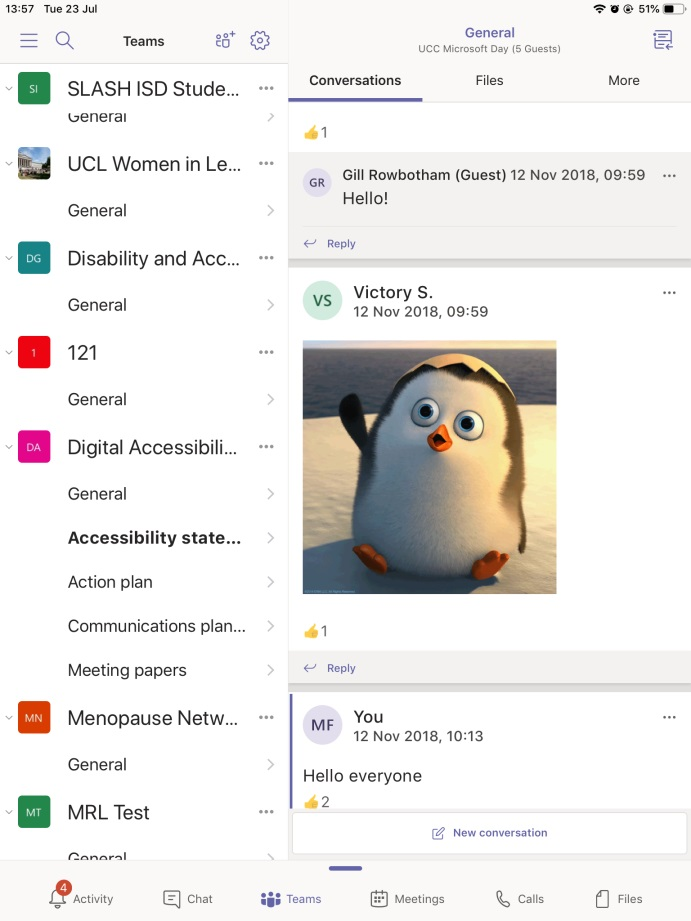 13:57 Tue 23 Jul
51%
Teams
SI SLASH ISD Stude...
General
UCL Women in Le...
General
DG Disability and Acc...
General
1 121
General
DA Digital Accessibili...
General
Accessibility state...
Action plan
Communications plan...
Meeting papers
MN Menopause Netw...
General
MT MRL Test
General
General
UCC Microsoft Day (5 Guests)
Conversations Files More
1
GR Gill Rowbotham (Guest) 12 Nov 2018, 09:59
Hello!
Reply
VS Victory S.
12 Nov 2018, 09:59
1
Reply
MF You
12 Nov 2018, 10:13
Hello everyone
2
New conversation
4
Activity Chat Teams Meetings Calls Files